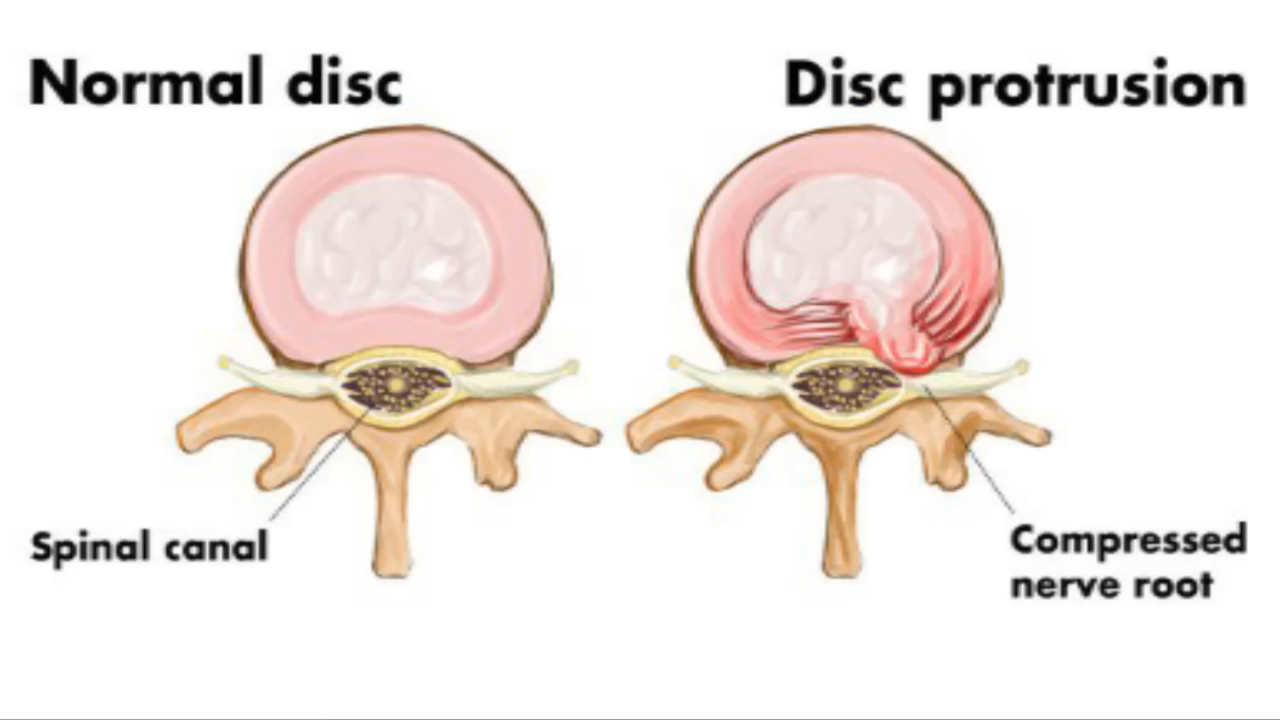 Normal disc
Disc protrusion
Spinal canal
Compressed
nerve root